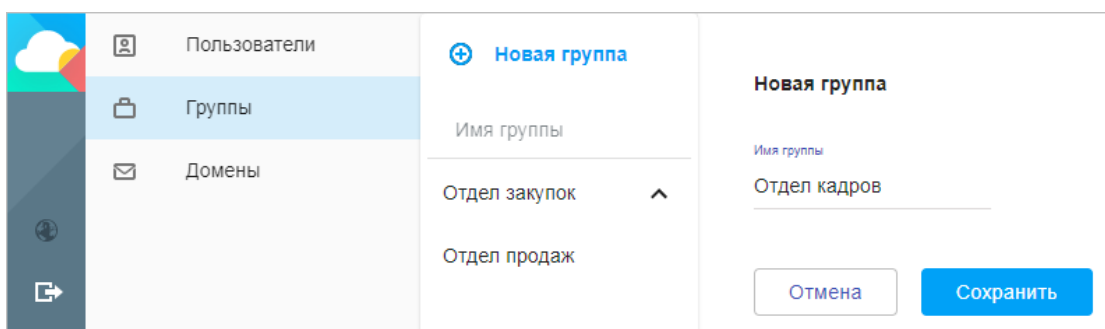 Пользователи
Группы
Домены
Новая группа
Имя группы
Отдел закупок
Отдел продаж
Новая группа
Имя группы
Отдел кадров
Отмена
Сохранить